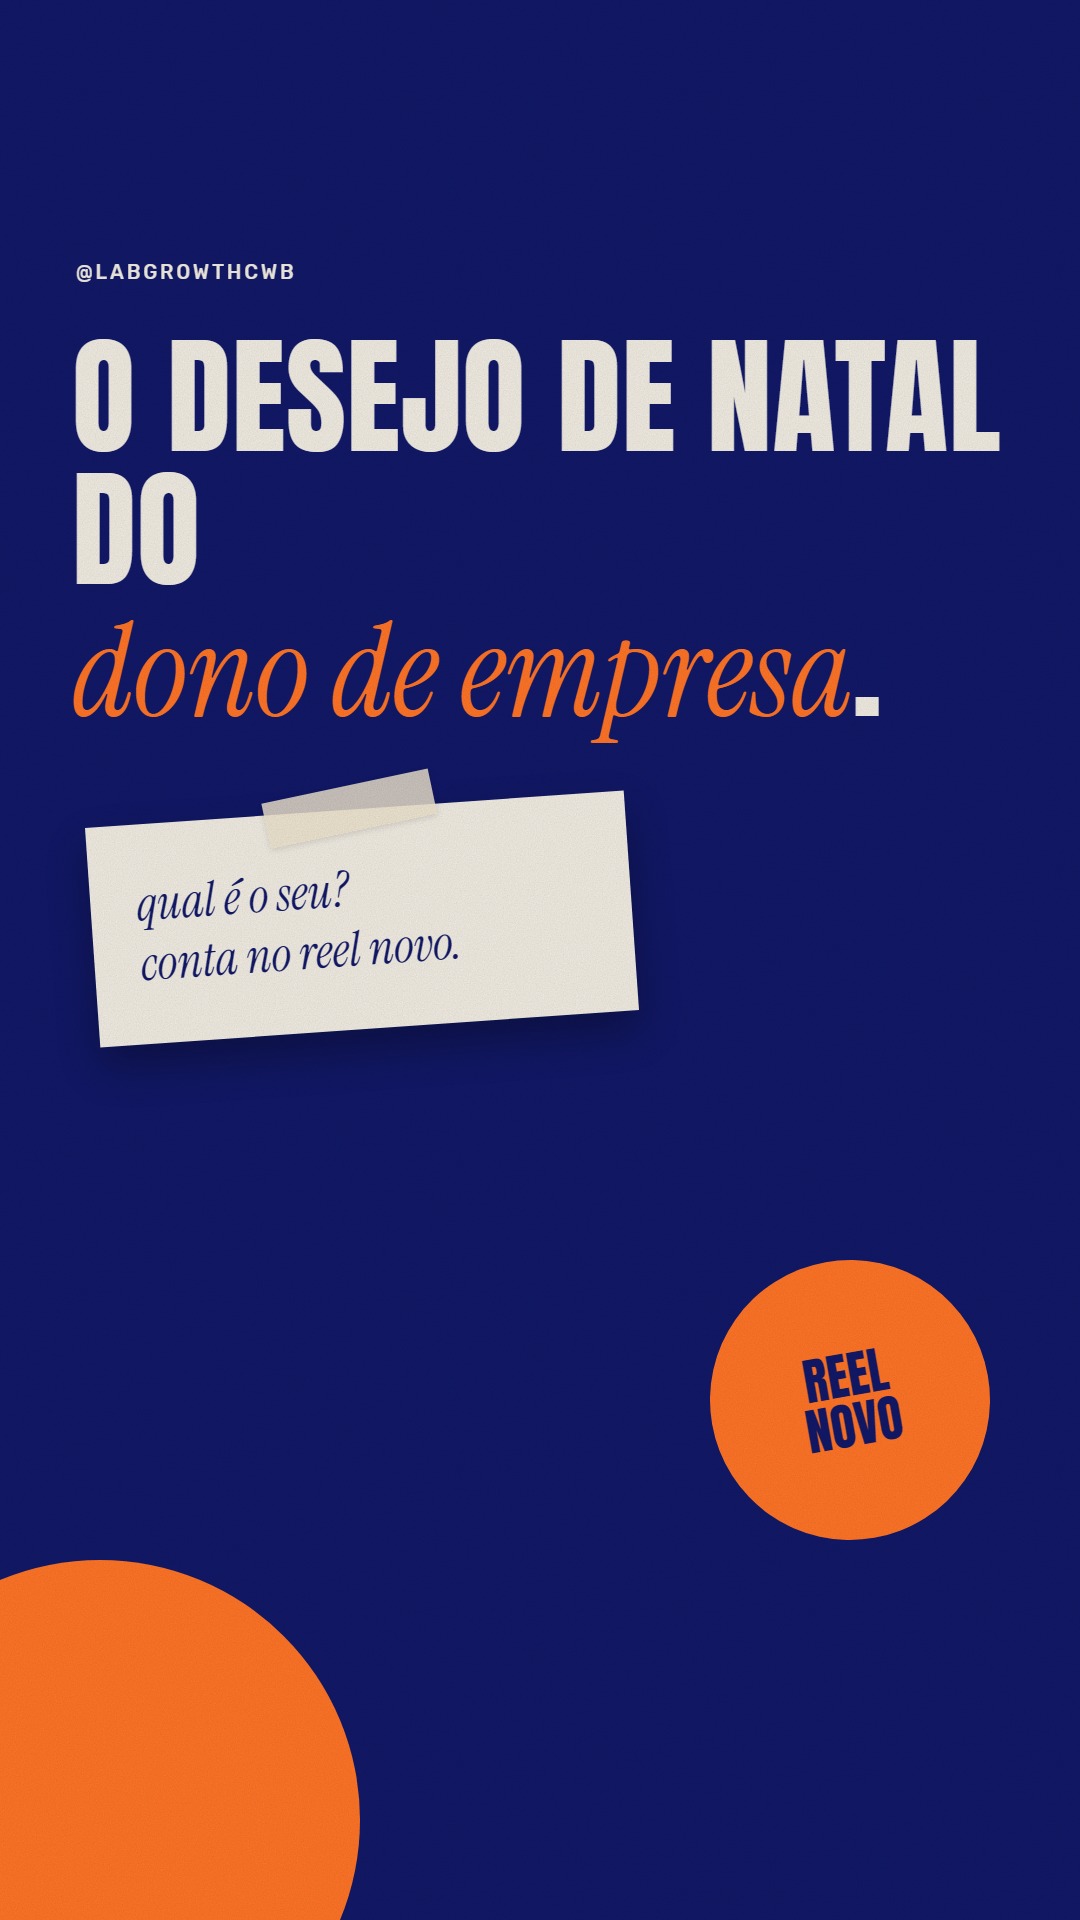 @LABGROWTHCWB
O DESEJO DE NATAL
DO
dono de empresa.
qual é o seu?
conta no reel novo.
REEL
NOVO